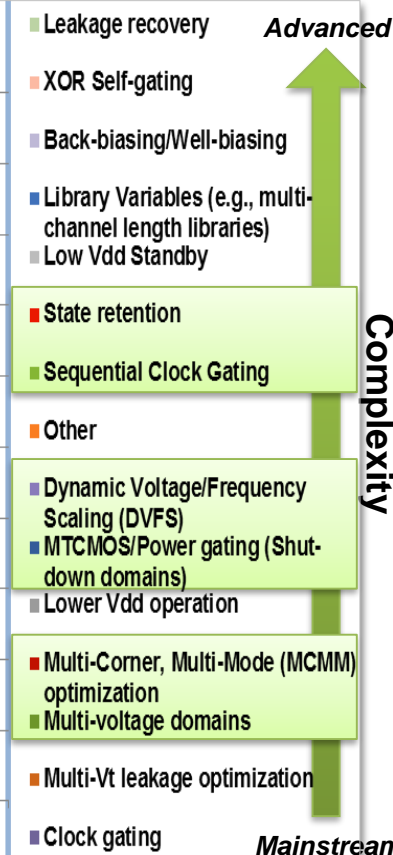 Leakage recovery
Advanced
XOR Self-gating
Back-biasing/Well-biasing
Library Variables (e.g., multi-
channel length libraries)
Low Vdd Standby
State retention
Sequential Clock Gating
Complexity
Other
Dynamic Voltage/Frequency
Scaling (DVFS)
MTCMOS/Power gating (Shut-
down domains)
Lower Vdd operation
Multi-Corner, Multi-Mode (MCMM)
optimization
Multi-voltage domains
Multi-Vt leakage optimization
Clock gating
Mainstream